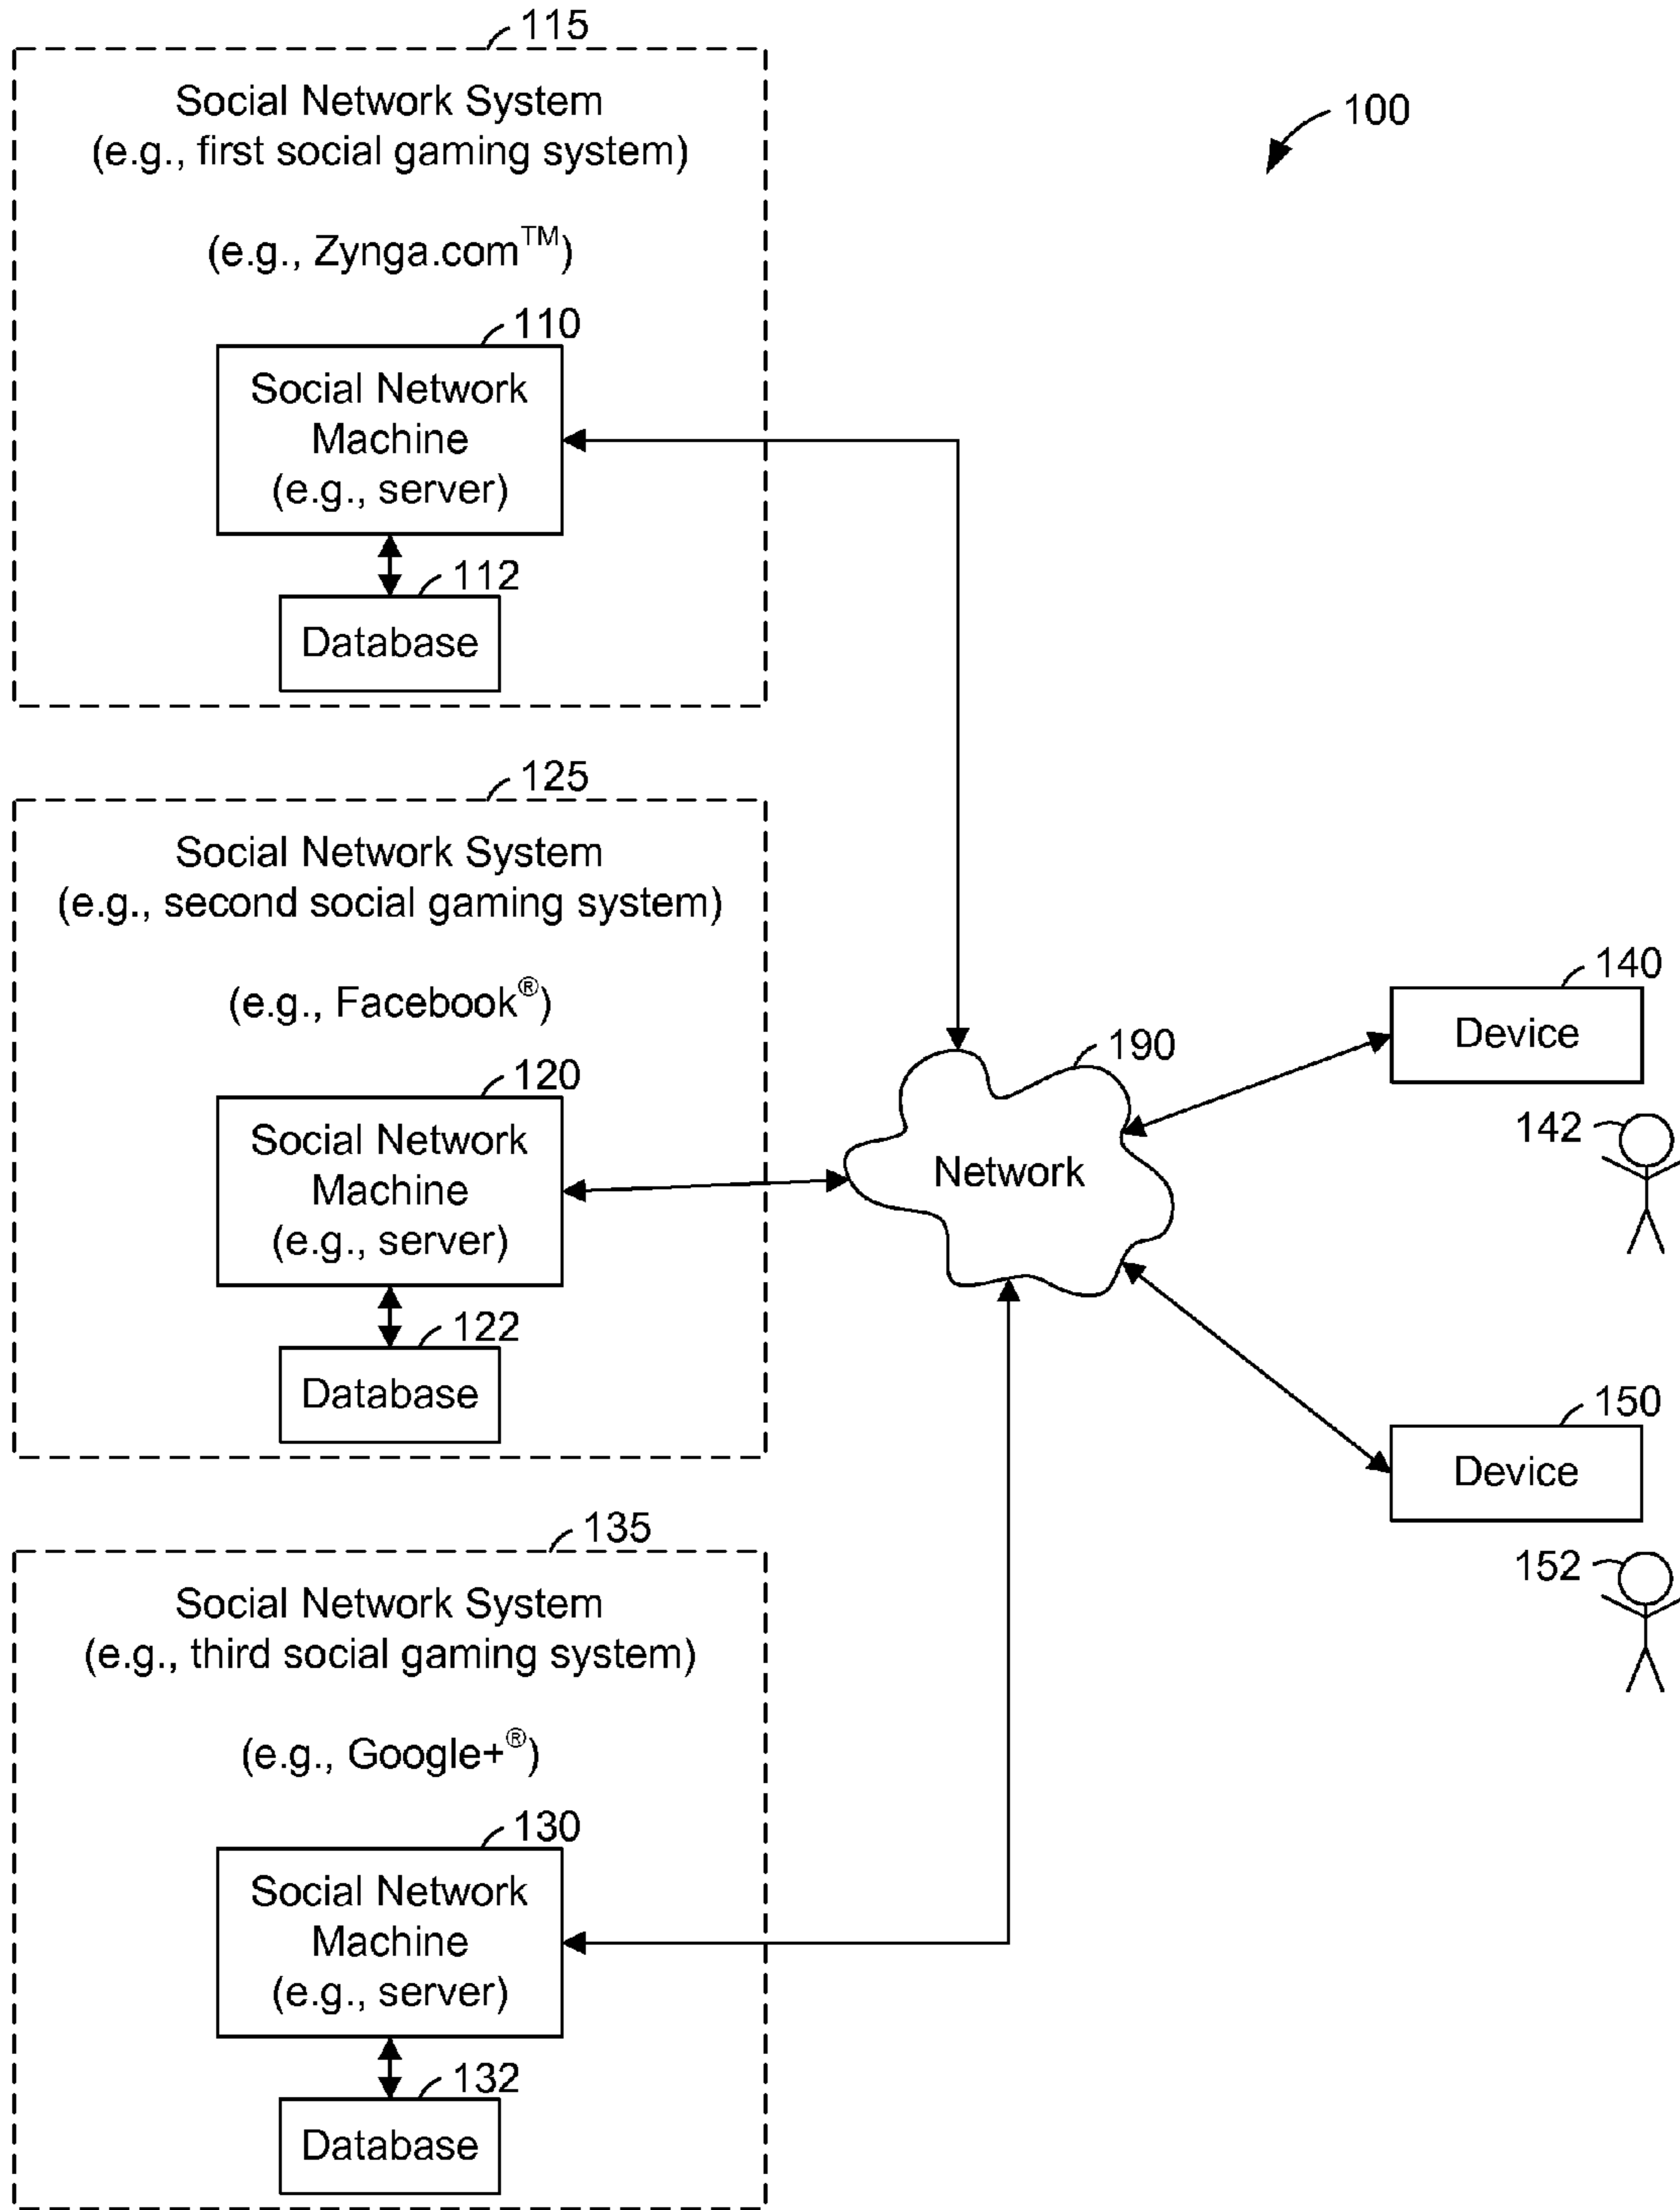 115
Social Network System
(e.g., first social gaming system)
(e.g., Zynga.com™)
110
Social Network
Machine
(e.g., server)
112
Database
100
125
Social Network System
(e.g., second social gaming system)
(e.g., Facebook®)
120
Social Network
Machine
(e.g., server)
122
Database
190
Network
140
Device
142
150
Device
152
135
Social Network System
(e.g., third social gaming system)
(e.g., Google+®)
130
Social Network
Machine
(e.g., server)
132
Database